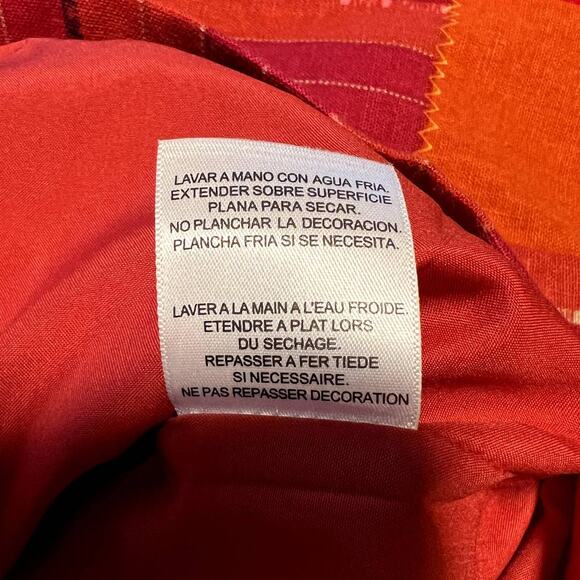 LAVAR A MANO CON AGUA FRIA.
EXTENDER SOBRE SUPERFICIE
PLANA PARA SECAR.
NO PLANCHAR LA DECORACION.
PLANCHA FRIA SI SE NECESITA.
LAVER A LA MAIN A L'EAU FROIDE.
ETENDRE A PLAT LORS
DU SECHAGE.
REPASSER A FER TIEDE
SI NECESSAIRE.
NE PAS REPASSER DECORATION